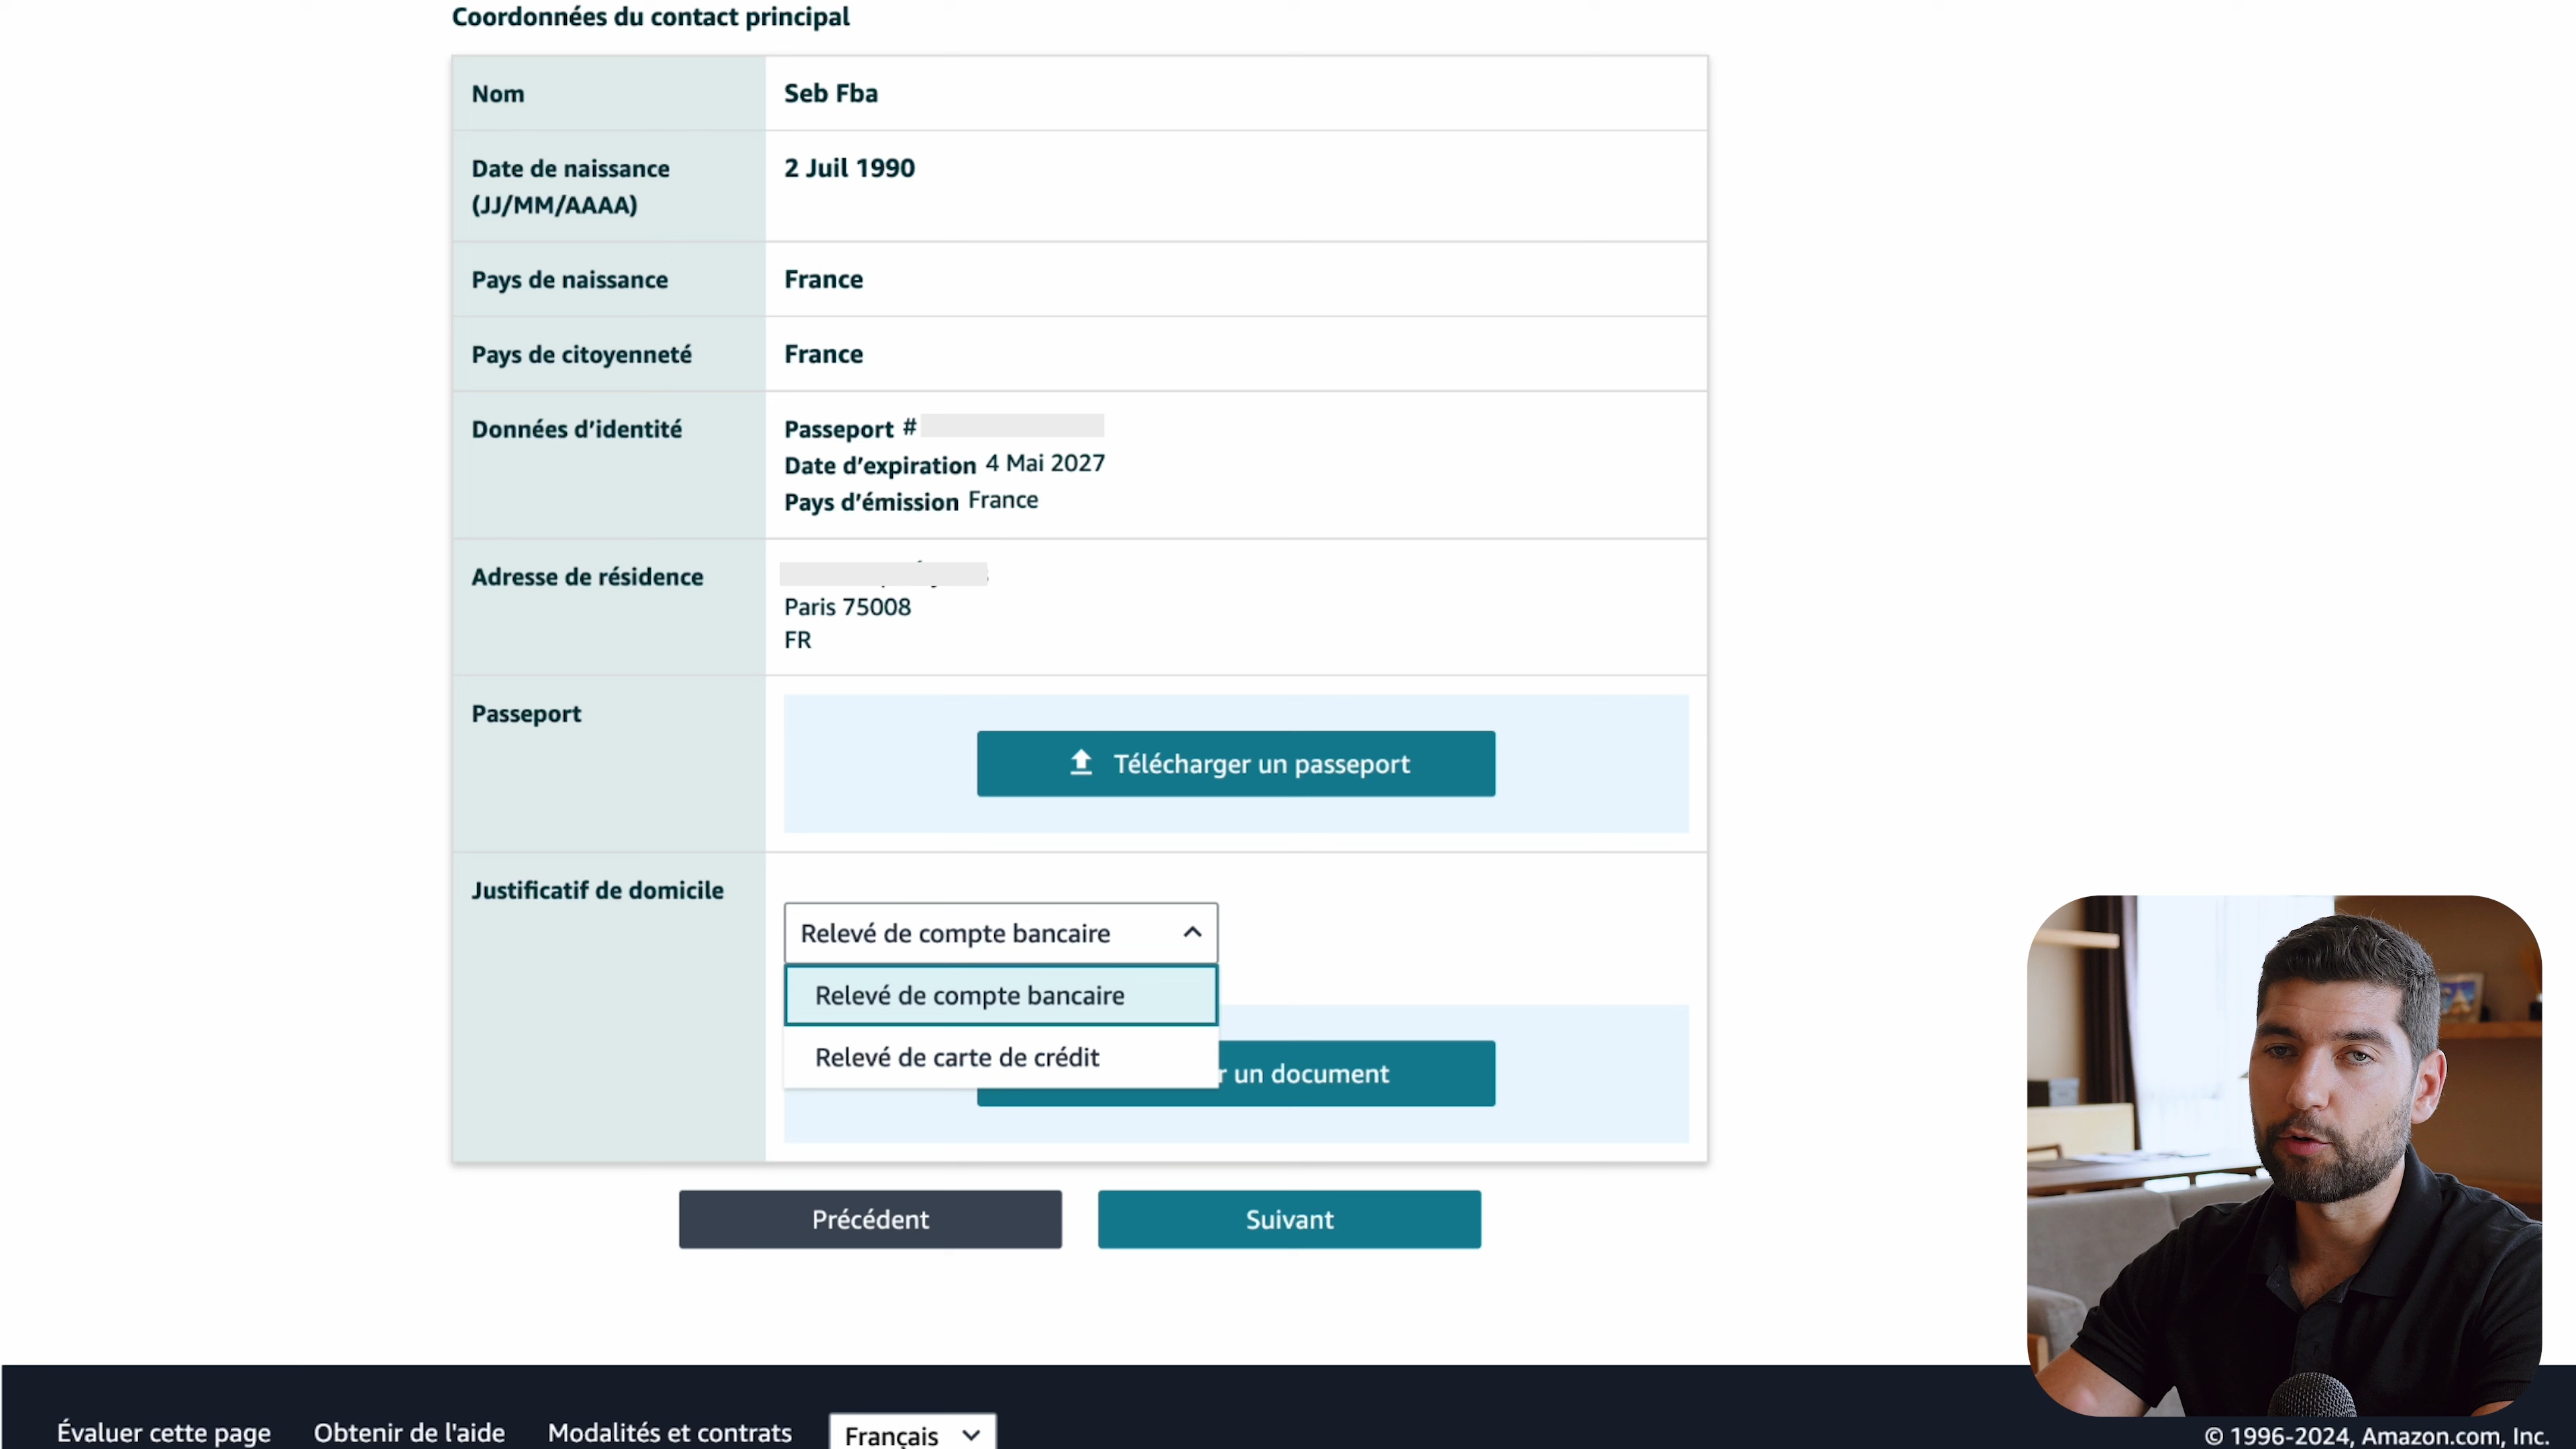 Coordonnées du contact principal
Nom
Seb Fba
Date de naissance
(JJ/MM/AAAA)
2 Juil 1990
Pays de naissance
France
Pays de citoyenneté
France
Données d'identité
Passeport #
Date d'expiration 4 Mai 2027
Pays d'émission France
Adresse de résidence
Paris 75008
FR
Passeport
Télécharger un passeport
Justificatif de domicile
Relevé de compte bancaire
Relevé de compte bancaire
Relevé de carte de crédit
r un document
Précédent
Suivant
Évaluer cette page
Obtenir de l'aide
Modalités et contrats
Français
© 1996-2024, Amazon.com, Inc.